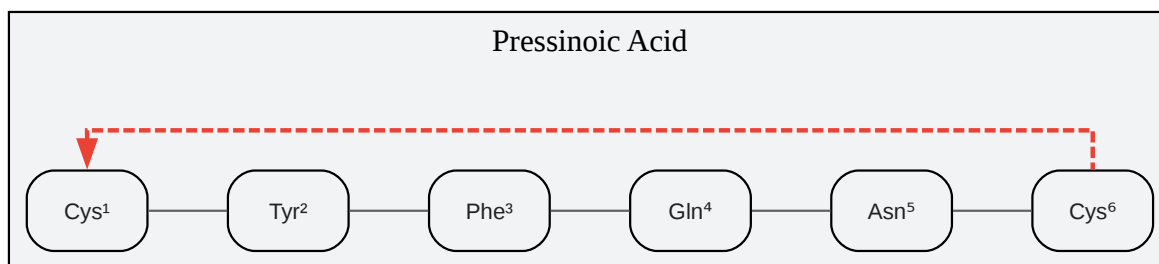 Pressinoic Acid
Cys¹ Tyr² Phe³ Gln⁴ Asn⁵ Cys⁶